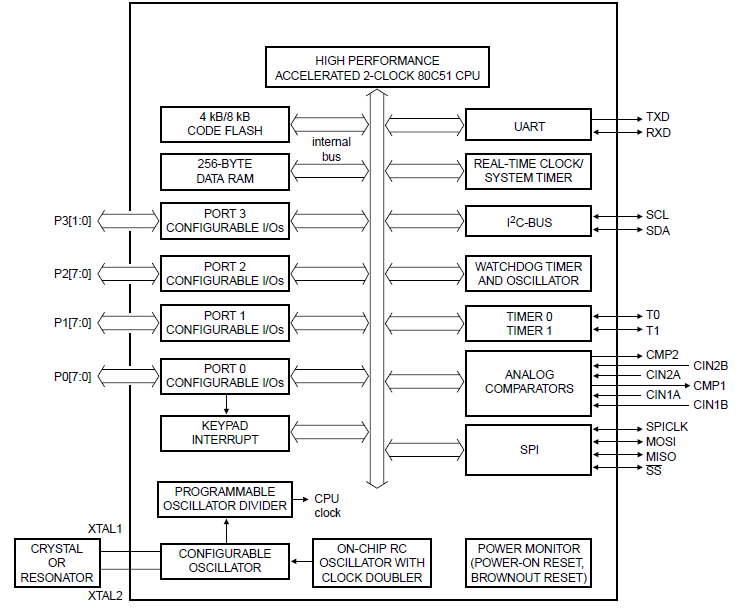 HIGH PERFORMANCE
ACCELERATED 2-CLOCK 80C51 CPU
4 kB/8 kB
CODE FLASH
internal
bus
UART
TXD
RXD
256-BYTE
DATA RAM
REAL-TIME CLOCK/
SYSTEM TIMER
P3[1:0]
PORT 3
CONFIGURABLE I/Os
I²C-BUS
SCL
SDA
P2[7:0]
PORT 2
CONFIGURABLE I/Os
WATCHDOG TIMER
AND OSCILLATOR
P1[7:0]
PORT 1
CONFIGURABLE I/Os
TIMER 0
TIMER 1
T0
T1
P0[7:0]
PORT 0
CONFIGURABLE I/Os
ANALOG
COMPARATORS
CMP2
CIN2B
CIN2A
CMP1
CIN1A
CIN1B
KEYPAD
INTERRUPT
SPI
SPICLK
MOSI
MISO
SS
PROGRAMMABLE
OSCILLATOR DIVIDER
CPU
clock
XTAL1
CRYSTAL
OR
RESONATOR
XTAL2
CONFIGURABLE
OSCILLATOR
ON-CHIP RC
OSCILLATOR WITH
CLOCK DOUBLER
POWER MONITOR
(POWER-ON RESET,
BROWNOUT RESET)